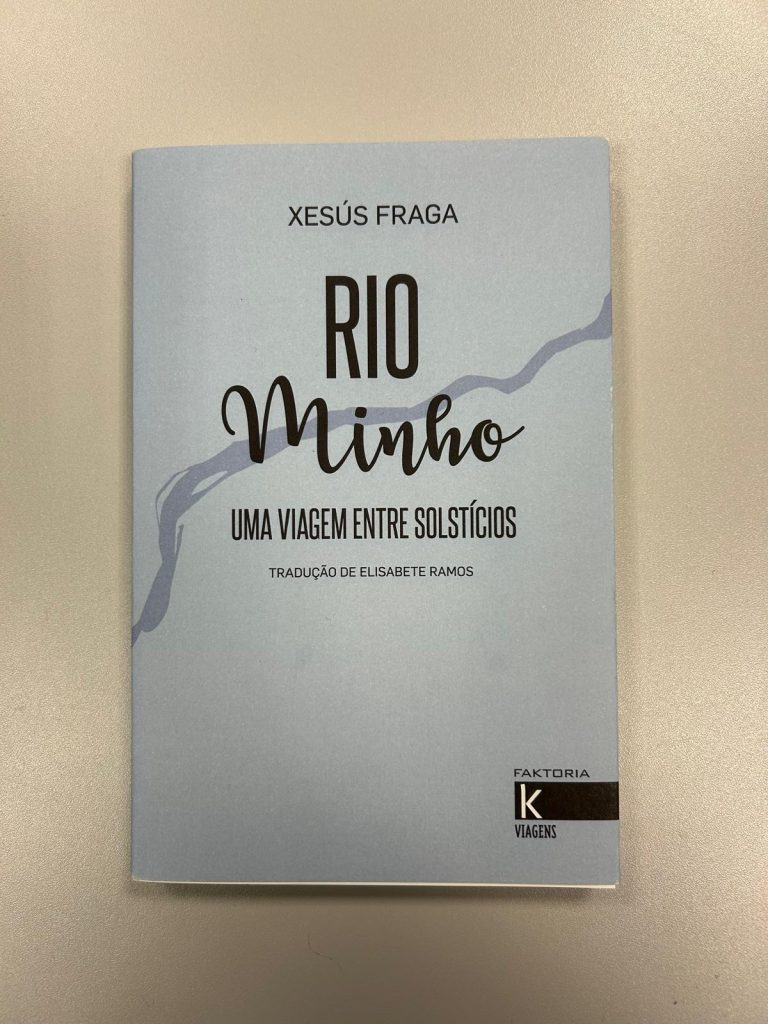 XESÚS FRAGA
RIO
Minho
UMA VIAGEM ENTRE SOLSTÍCIOS
TRADUÇÃO DE ELISABETE RAMOS
FAKTORIA
k
VIAGENS